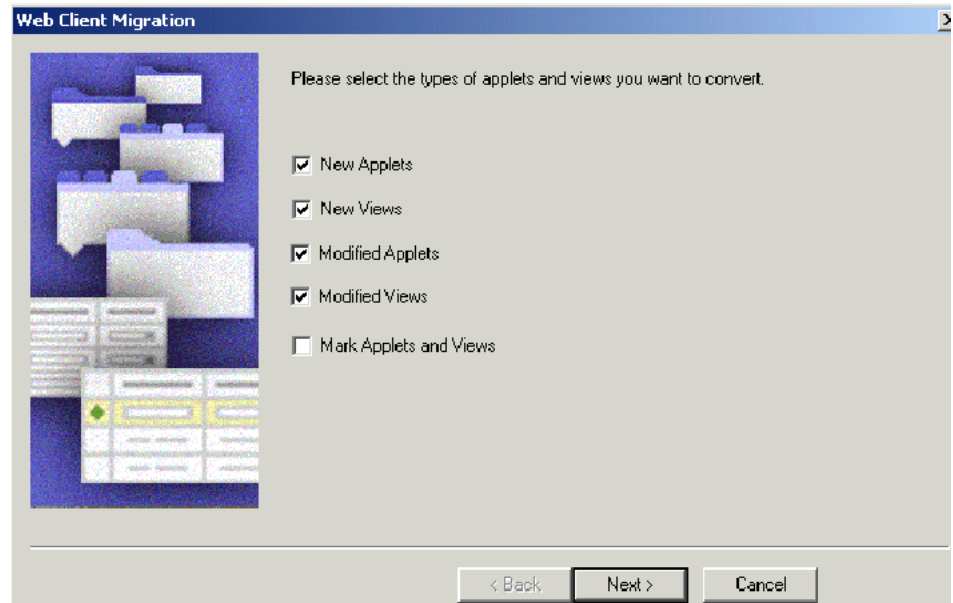 Web Client Migration
Please select the types of applets and views you want to convert.
New Applets
New Views
Modified Applets
Modified Views
Mark Applets and Views
< Back
Next >
Cancel